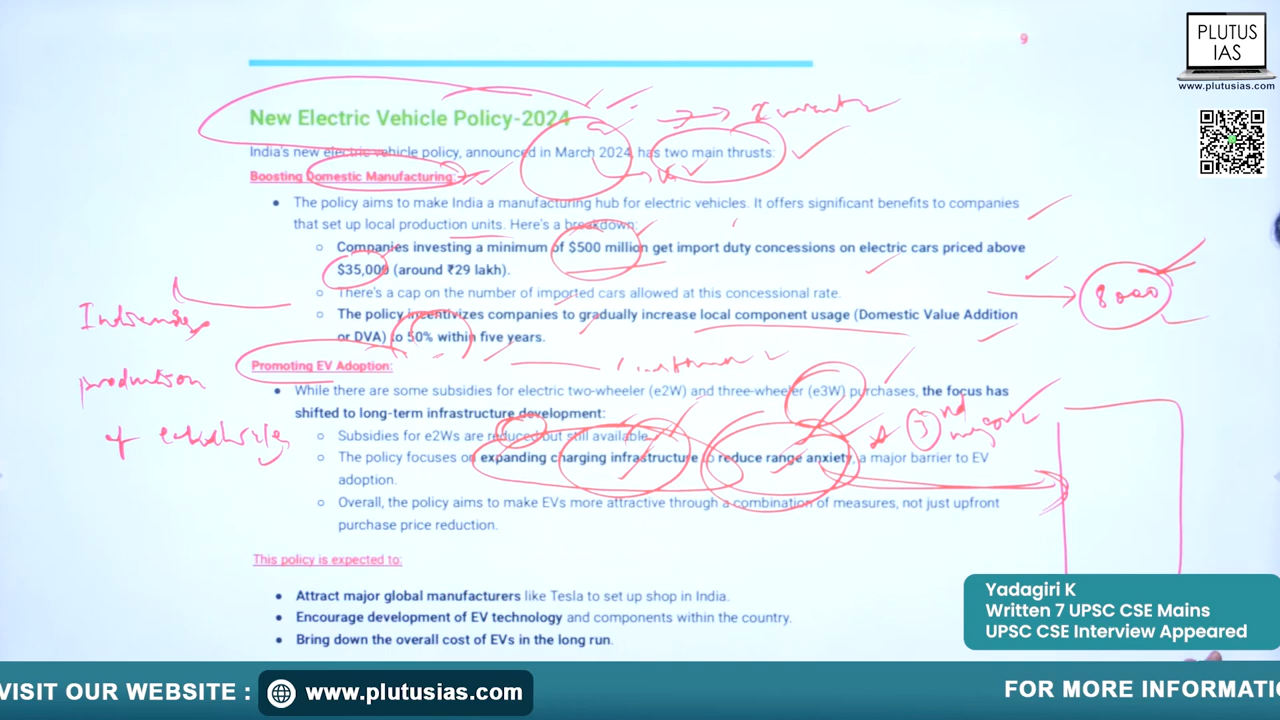 9
PLUTUS
IAS
www.plutusias.com
New Electric Vehicle Policy-2024
India's new electric vehicle policy, announced in March 2024, has two main thrusts:
Boosting Domestic Manufacturing:
• The policy aims to make India a manufacturing hub for electric vehicles. It offers significant benefits to companies
that set up local production units. Here's a breakdown:
○ Companies investing a minimum of $500 million get import duty concessions on electric cars priced above
$35,000 (around ₹29 lakh).
○ There's a cap on the number of imported cars allowed at this concessional rate.
8000
○ The policy incentivizes companies to gradually increase local component usage (Domestic Value Addition
or DVA) to 50% within five years.
Promoting EV Adoption:
production
• While there are some subsidies for electric two-wheeler (e2W) and three-wheeler (e3W) purchases, the focus has
shifted to long-term infrastructure development:
○ Subsidies for e2Ws are reduced but still available.
+
○ The policy focuses on expanding charging infrastructure to reduce range anxiety, a major barrier to EV
adoption.
○ Overall, the policy aims to make EVs more attractive through a combination of measures, not just upfront
purchase price reduction.
This policy is expected to:
• Attract major global manufacturers like Tesla to set up shop in India.
• Encourage development of EV technology and components within the country.
• Bring down the overall cost of EVs in the long run.
Yadagiri K
Written 7 UPSC CSE Mains
UPSC CSE Interview Appeared
VISIT OUR WEBSITE : www.plutusias.com
FOR MORE INFORMATI